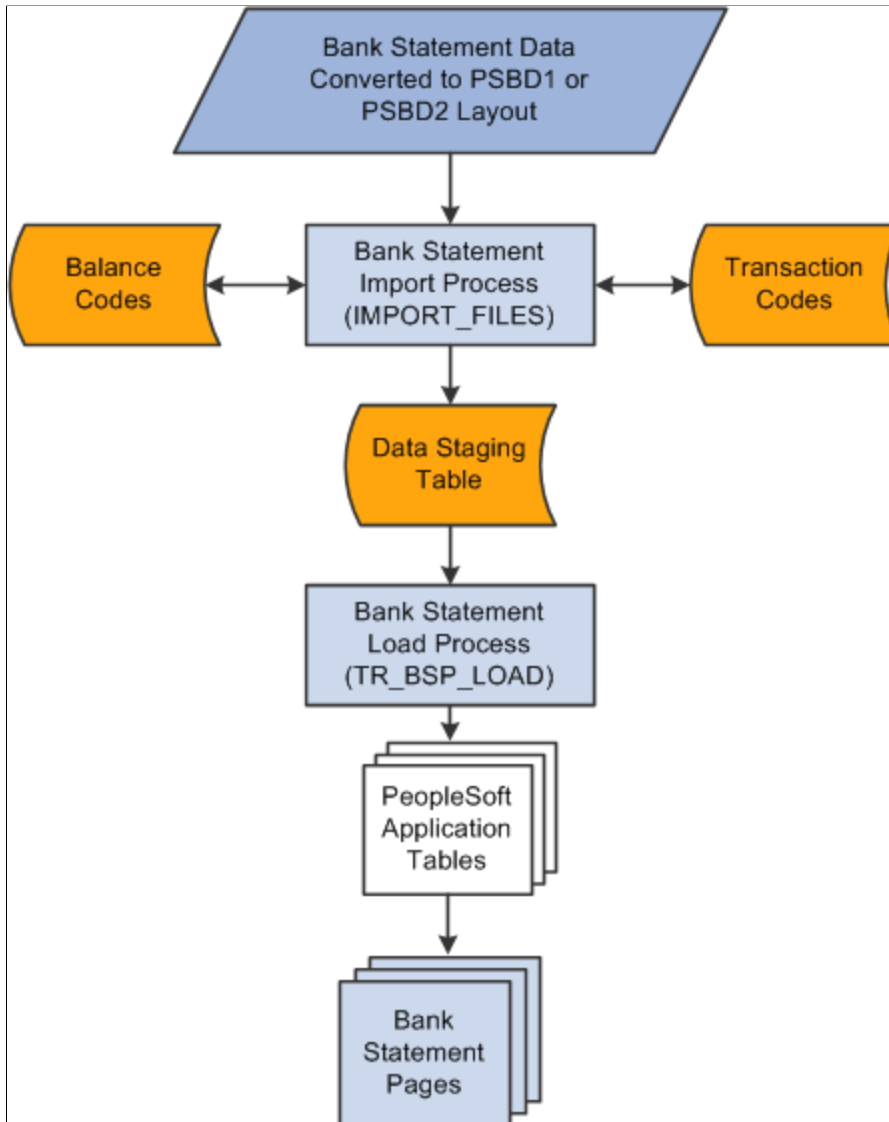 Bank Statement Data
Converted to PSBD1 or
PSBD2 Layout
Balance
Codes
Bank Statement
Import Process
(IMPORT_FILES)
Transaction
Codes
Data Staging
Table
Bank Statement
Load Process
(TR_BSP_LOAD)
PeopleSoft
Application
Tables
Bank
Statement
Pages